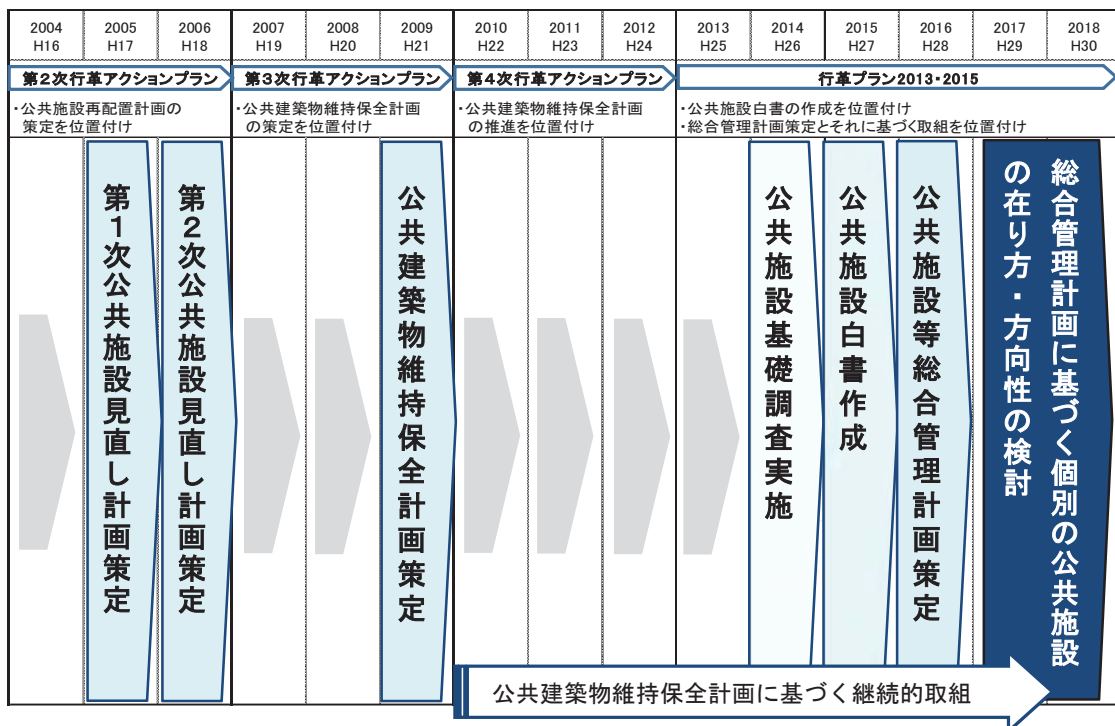 2004 2005 2006 2007 2008 2009 2010 2011 2012 2013 2014 2015 2016 2017 2018
H16 H17 H18 H19 H20 H21 H22 H23 H24 H25 H26 H27 H28 H29 H30
第2次行革アクションプラン
第3次行革アクションプラン
第4次行革アクションプラン
行革プラン2013・2015
・公共施設再配置計画の
策定を位置付け
・公共建築物維持保全計画
の策定を位置付け
・公共建築物維持保全計画
の推進を位置付け
・公共施設白書の作成を位置付け
・総合管理計画策定とそれに基づく取組を位置付け
第1次公共施設見直し計画策定
第2次公共施設見直し計画策定
公共建築物維持保全計画策定
公共施設基礎調査実施
公共施設白書作成
公共施設等総合管理計画策定
総合管理計画に基づく個別の公共施設
の在り方・方向性の検討
公共建築物維持保全計画に基づく継続的取組